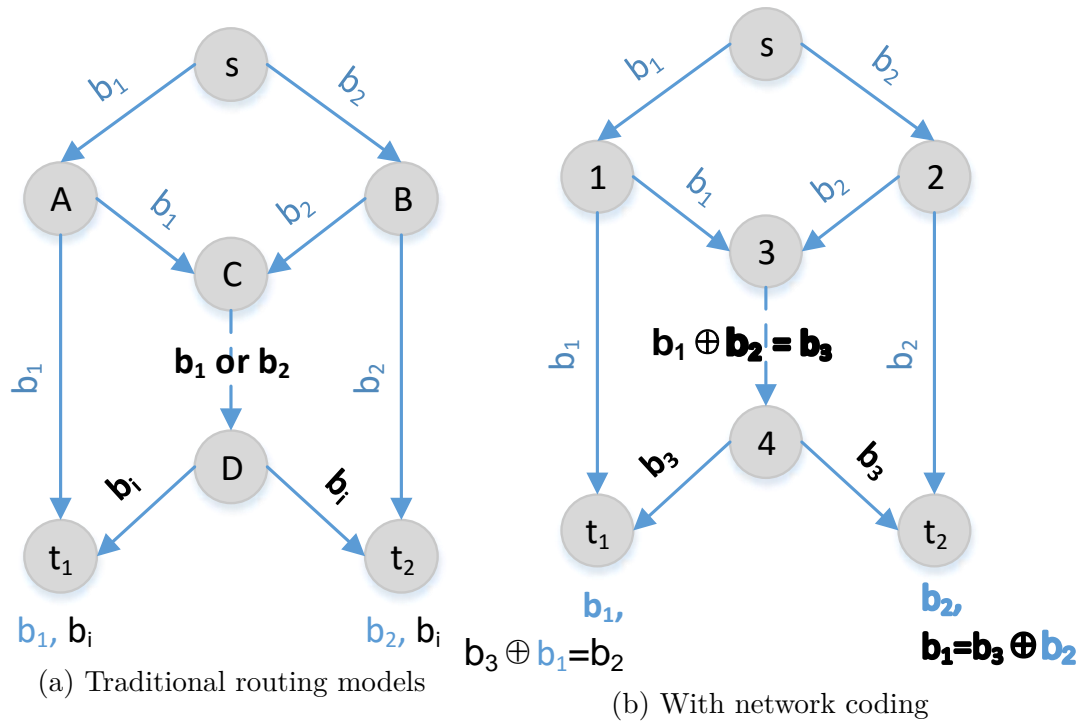 s
b₁
b₂
A
B
b₁
b₂
C
b₁ or b₂
b₁
b₂
D
bᵢ
bᵢ
t₁
t₂
b₁, bᵢ
b₂, bᵢ
(a) Traditional routing models
s
b₁
b₂
1
2
b₁
b₂
3
b₁ ⊕ b₂ = b₃
b₁
b₂
4
b₃
b₃
t₁
t₂
b₁,
b₃ ⊕ b₁=b₂
b₂,
b₁=b₃ ⊕ b₂
(b) With network coding